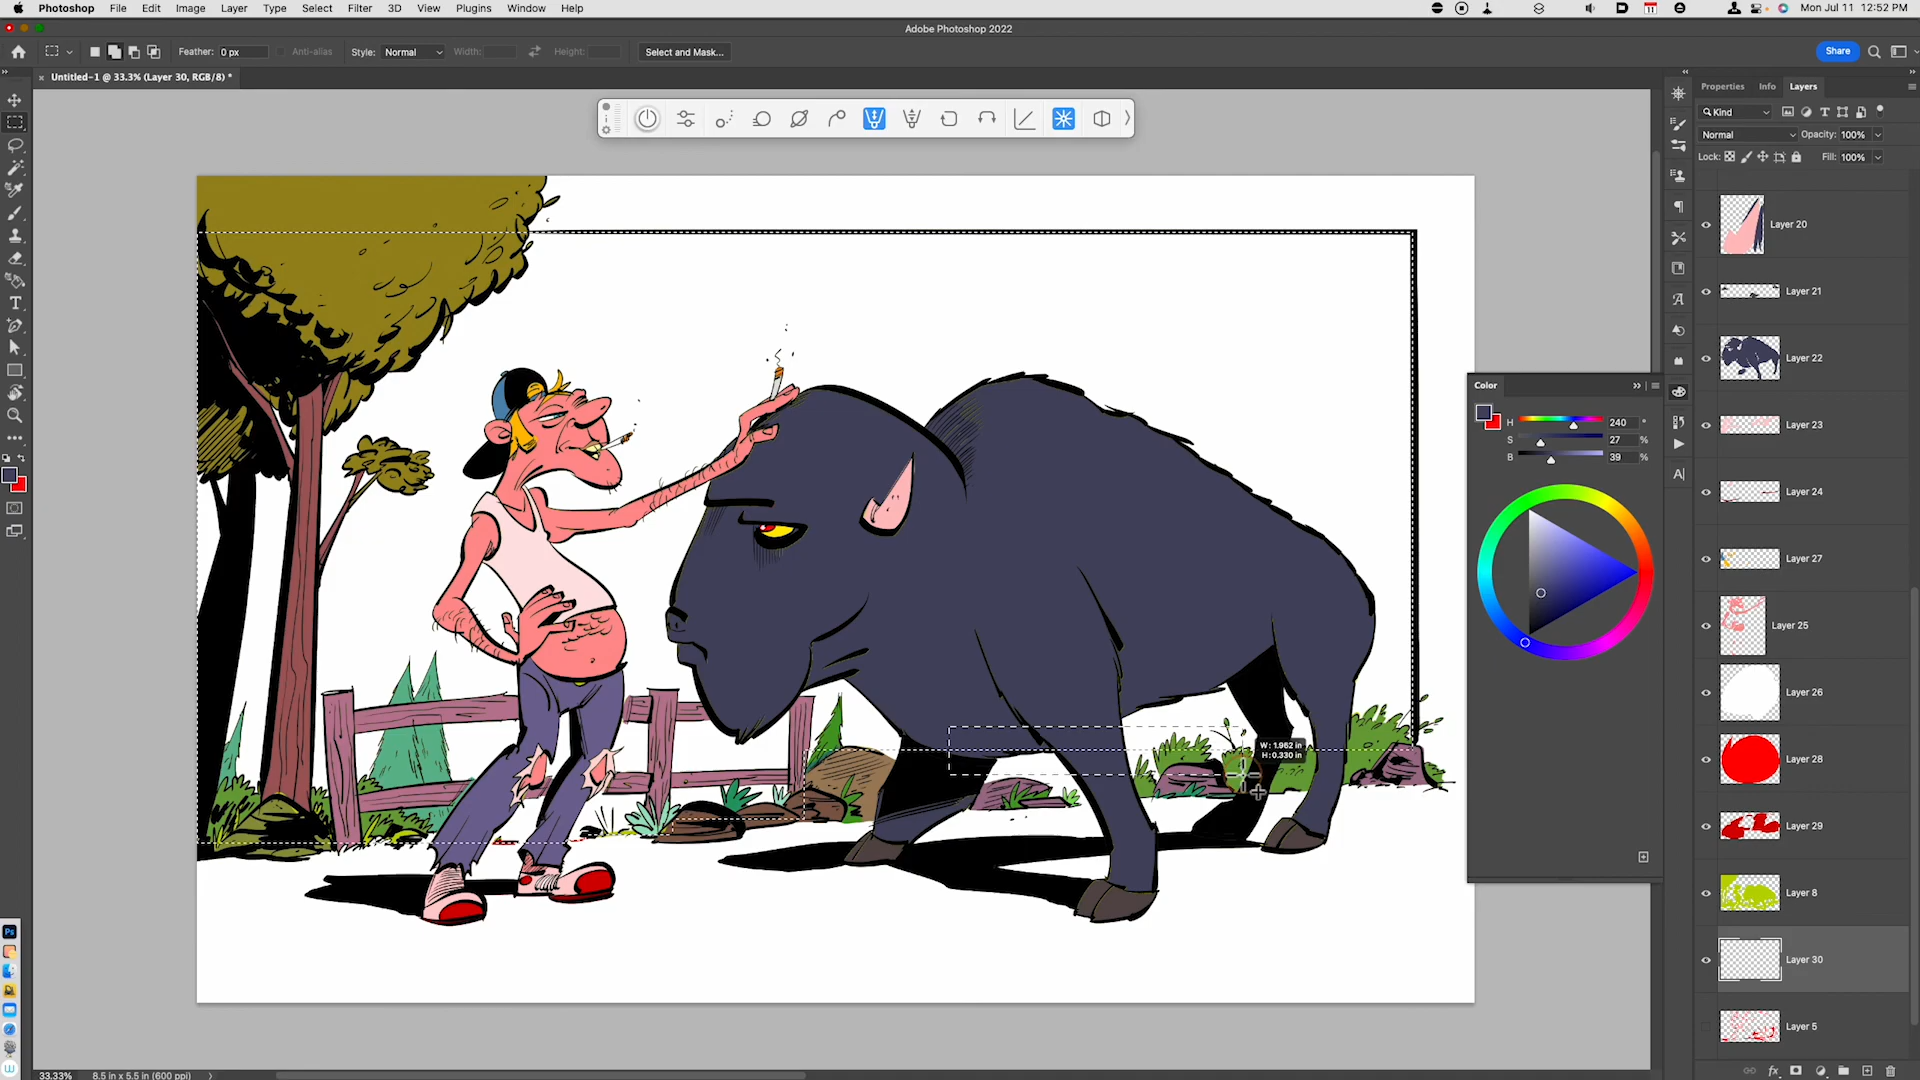 Photoshop File Edit Image Layer Type Select Filter 3D View Plugins Window Help
11 Mon Jul 11 12:52 PM
Adobe Photoshop 2022
Feather: 0 px Anti-alias Style: Normal Width: Height: Select and Mask... Share
Untitled-1 @ 33.3% (Layer 30, RGB/8) *
Properties Info Layers
Kind
Normal Opacity: 100%
Lock: Fill: 100%
Layer 20
Layer 21
Layer 22
Layer 23
Layer 24
Layer 27
Layer 25
Layer 26
Layer 28
Layer 29
Layer 8
Layer 30
Layer 5
Color
H 240 °
S 27 %
B 39 %
W: 1.962 in
H: 0.330 in
Ps
33.33% 8.5 in x 5.5 in (600 ppi)